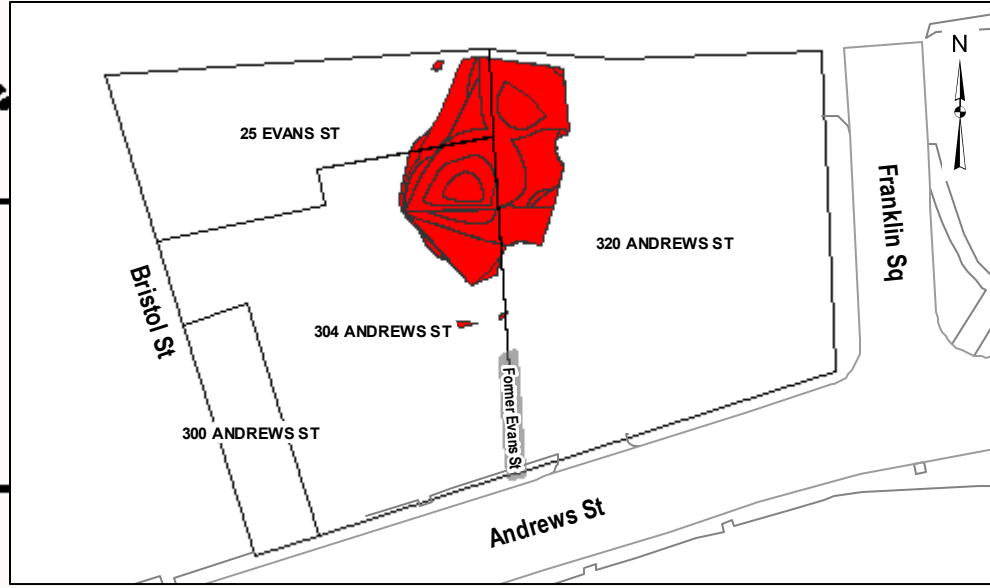 N
25 EVANS ST
Franklin Sq
320 ANDREWS ST
Bristol St
304 ANDREWS ST
Former Evans St
300 ANDREWS ST
Andrews St